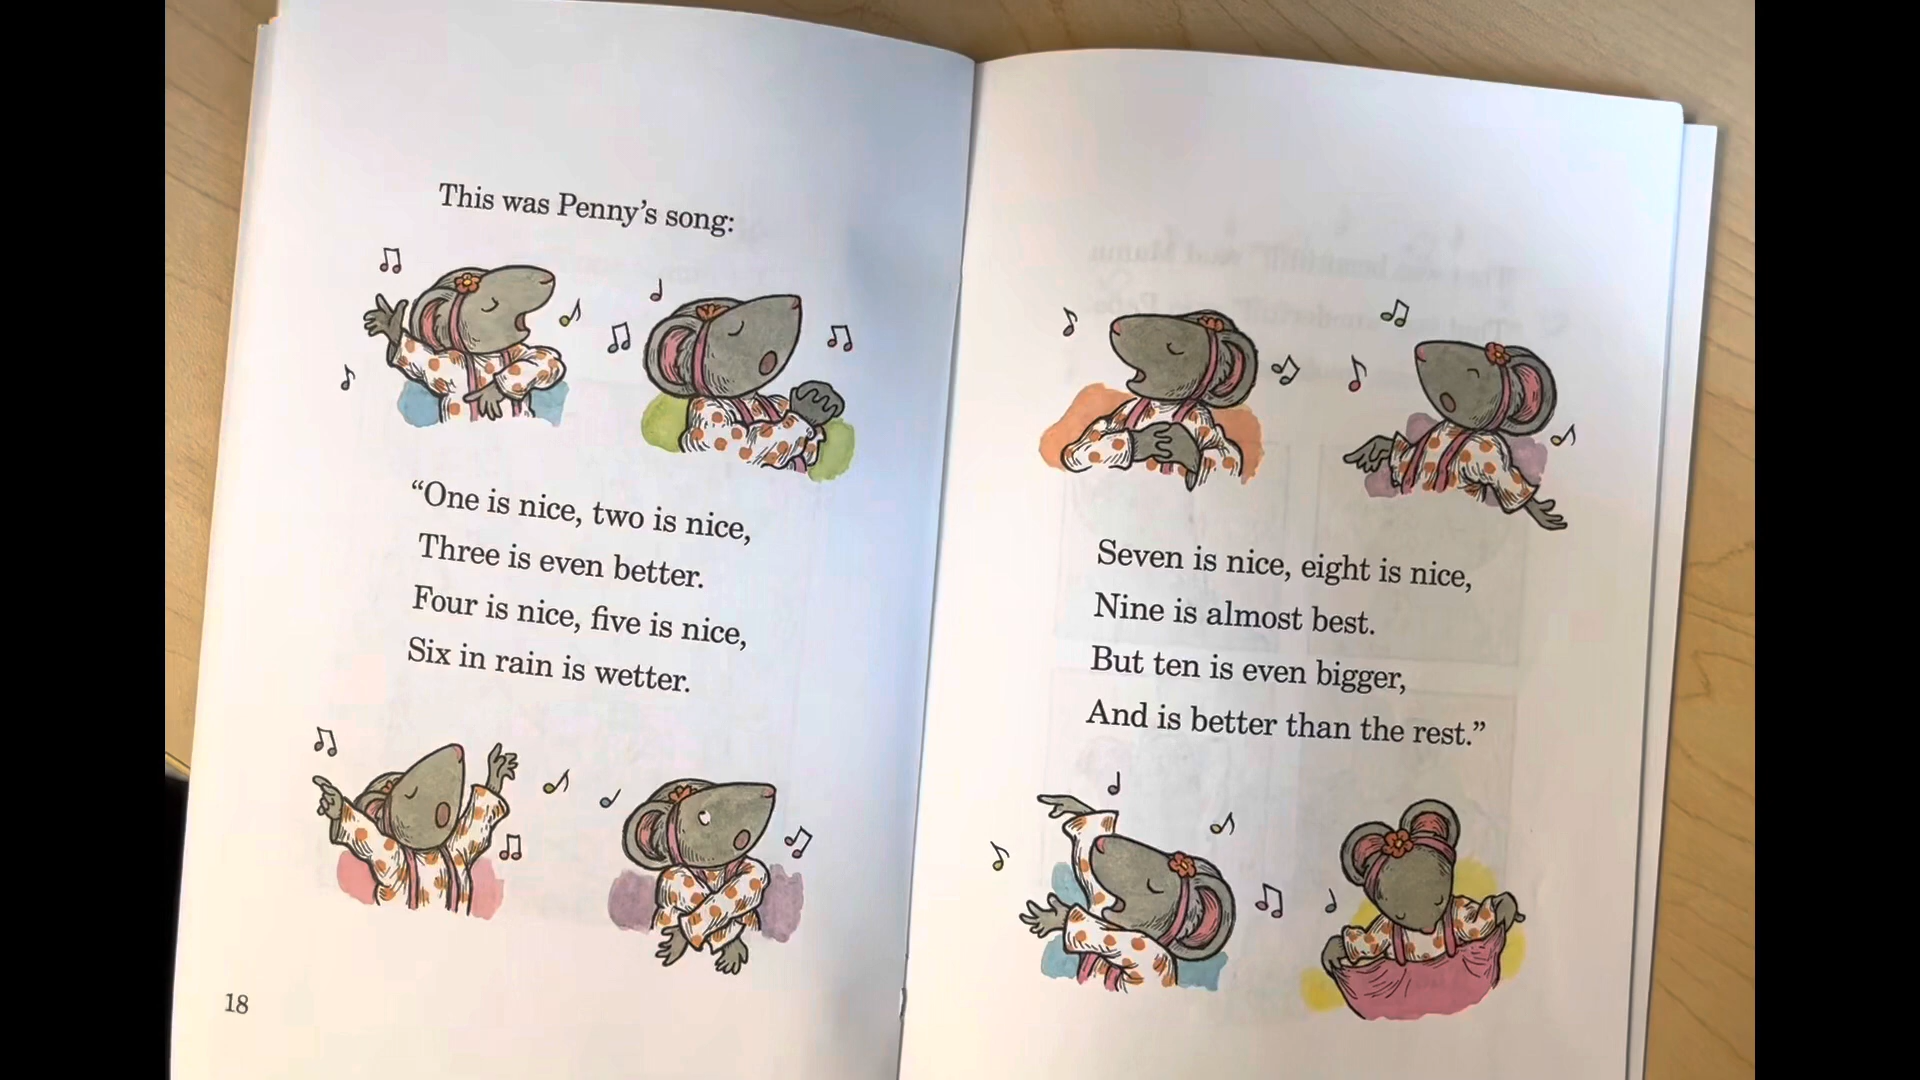 This was Penny’s song:
“One is nice, two is nice,
Three is even better.
Four is nice, five is nice,
Six in rain is wetter.
18
Seven is nice, eight is nice,
Nine is almost best.
But ten is even bigger,
And is better than the rest.”